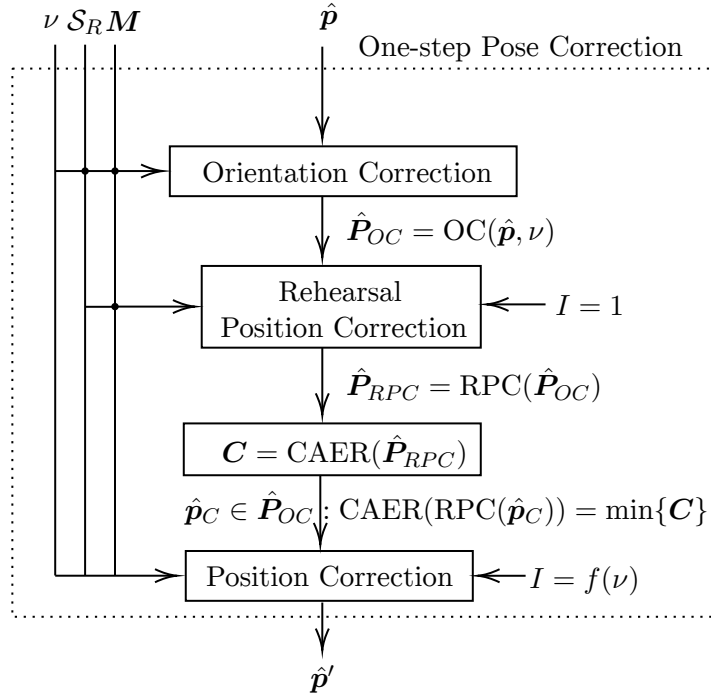 ν 𝒮_R M p̂
One-step Pose Correction
Orientation Correction
P̂_OC = OC(p̂, ν)
Rehearsal
Position Correction
I = 1
P̂_RPC = RPC(P̂_OC)
C = CAER(P̂_RPC)
p̂_C ∈ P̂_OC : CAER(RPC(p̂_C)) = min{C}
Position Correction
I = f(ν)
p̂′